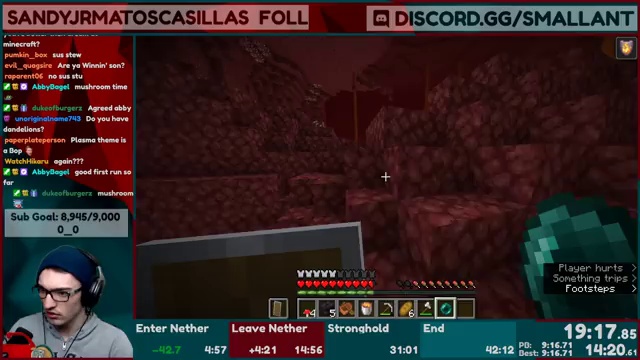 SANDYJRMATOSCASILLAS FOLL
DISCORD.GG/SMALLANT
minecraft?
pumkin_box sus stew
evil_quagsire Are ya Winnin' son?
raparent06 no sus stu
AbbyBagel mushroom time
dukeofburgerz Agreed abby
unoriginalname743 Do you have
dandelions?
paperplateperson Plasma theme is
a Bop
WatchHikaru again???
AbbyBagel good first run so
far
dukeofburgerz mushroom
Sub Goal: 8,945/9,000
0_0
Player hurts
Something trips
Footsteps
4
5
6
Enter Nether
-42.7 4:57
Leave Nether
+4:21 14:56
Stronghold
31:01
End
42:12
19:17.85
PB: 9:16.71
Best: 9:16.71
14:20.61